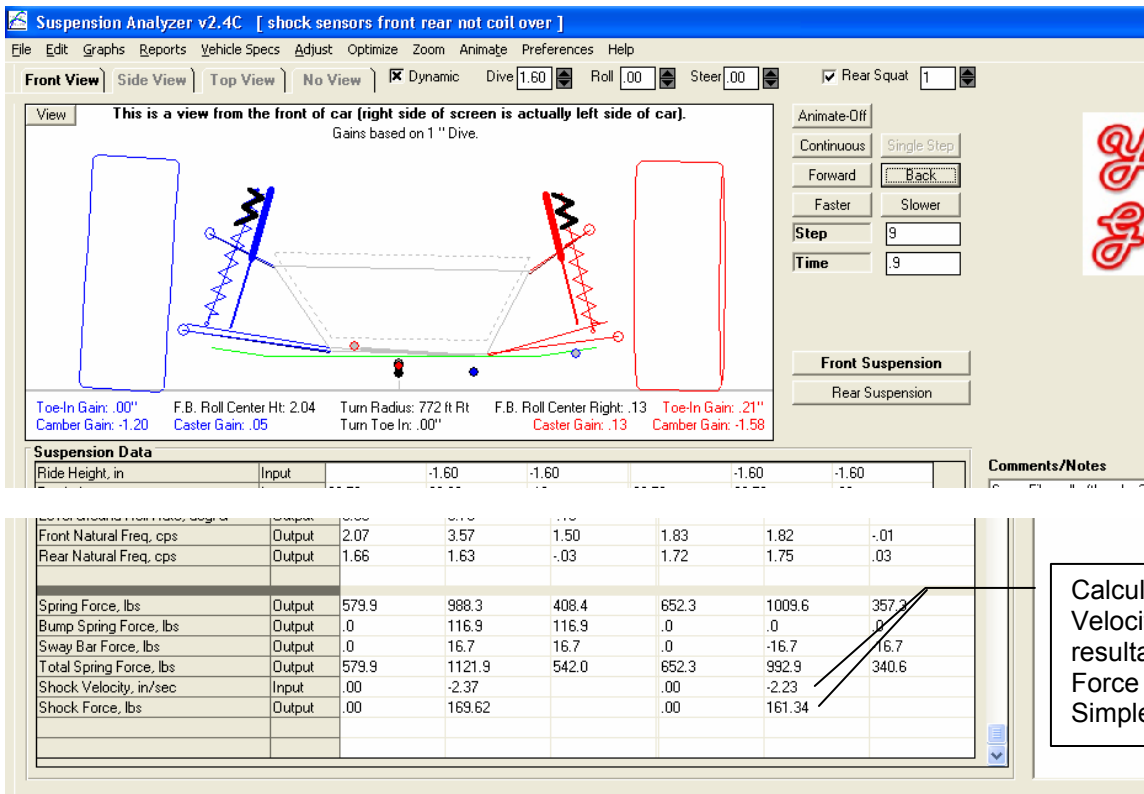 Suspension Analyzer v2.4C [ shock sensors front rear not coil over ]
File Edit Graphs Reports Vehicle Specs Adjust Optimize Zoom Animate Preferences Help
Front View Side View Top View No View Dynamic Dive 1.60 Roll .00 Steer .00 Rear Squat 1
View This is a view from the front of car (right side of screen is actually left side of car).
Gains based on 1 '' Dive.
Animate-Off
Continuous Single Step
Forward Back
Faster Slower
Step 9
Time .9
Front Suspension
Rear Suspension
Toe-In Gain: .00'' F.B. Roll Center Ht: 2.04 Turn Radius: 772 ft Rt F.B. Roll Center Right: .13 Toe-In Gain: .21''
Camber Gain: -1.20 Caster Gain: .05 Turn Toe In: .00'' Caster Gain: .13 Camber Gain: -1.58
Suspension Data
Ride Height, in Input -1.60 -1.60 -1.60 -1.60
Comments/Notes
Front Natural Freq, cps Output 2.07 3.57 1.50 1.83 1.82 -.01
Rear Natural Freq, cps Output 1.66 1.63 -.03 1.72 1.75 .03
Spring Force, lbs Output 579.9 988.3 408.4 652.3 1009.6 357.3
Bump Spring Force, lbs Output .0 116.9 116.9 .0 .0 .0
Sway Bar Force, lbs Output .0 16.7 16.7 .0 -16.7 -16.7
Total Spring Force, lbs Output 579.9 1121.9 542.0 652.3 992.9 340.6
Shock Velocity, in/sec Input .00 -2.37 .00 -2.23
Shock Force, lbs Output .00 169.62 .00 161.34
Calcul
Veloci
resulta
Force
Simple